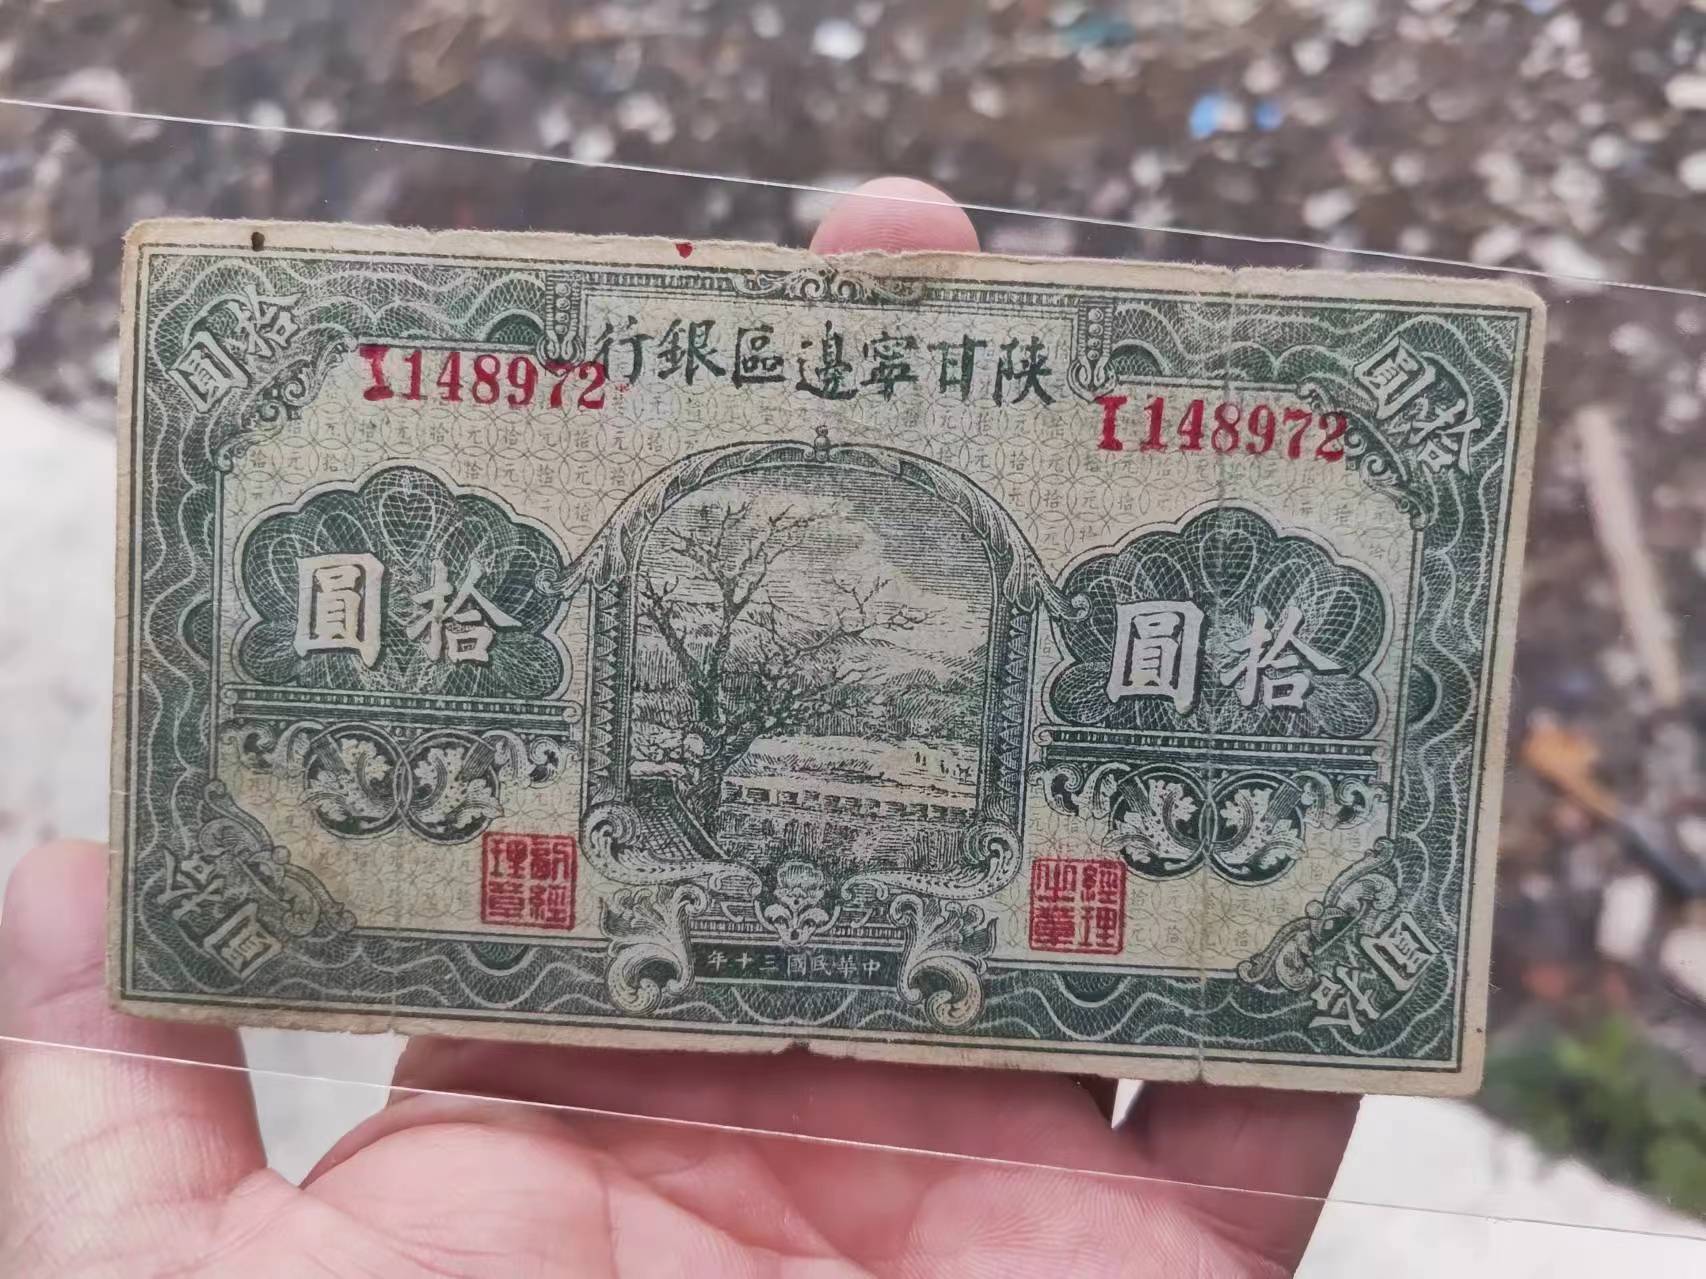 陝甘寧邊區銀行
I148972
I148972
拾圓
拾圓
拾圓
拾圓
副經理章
經理之章
中華民國三十年
拾圓
拾圓